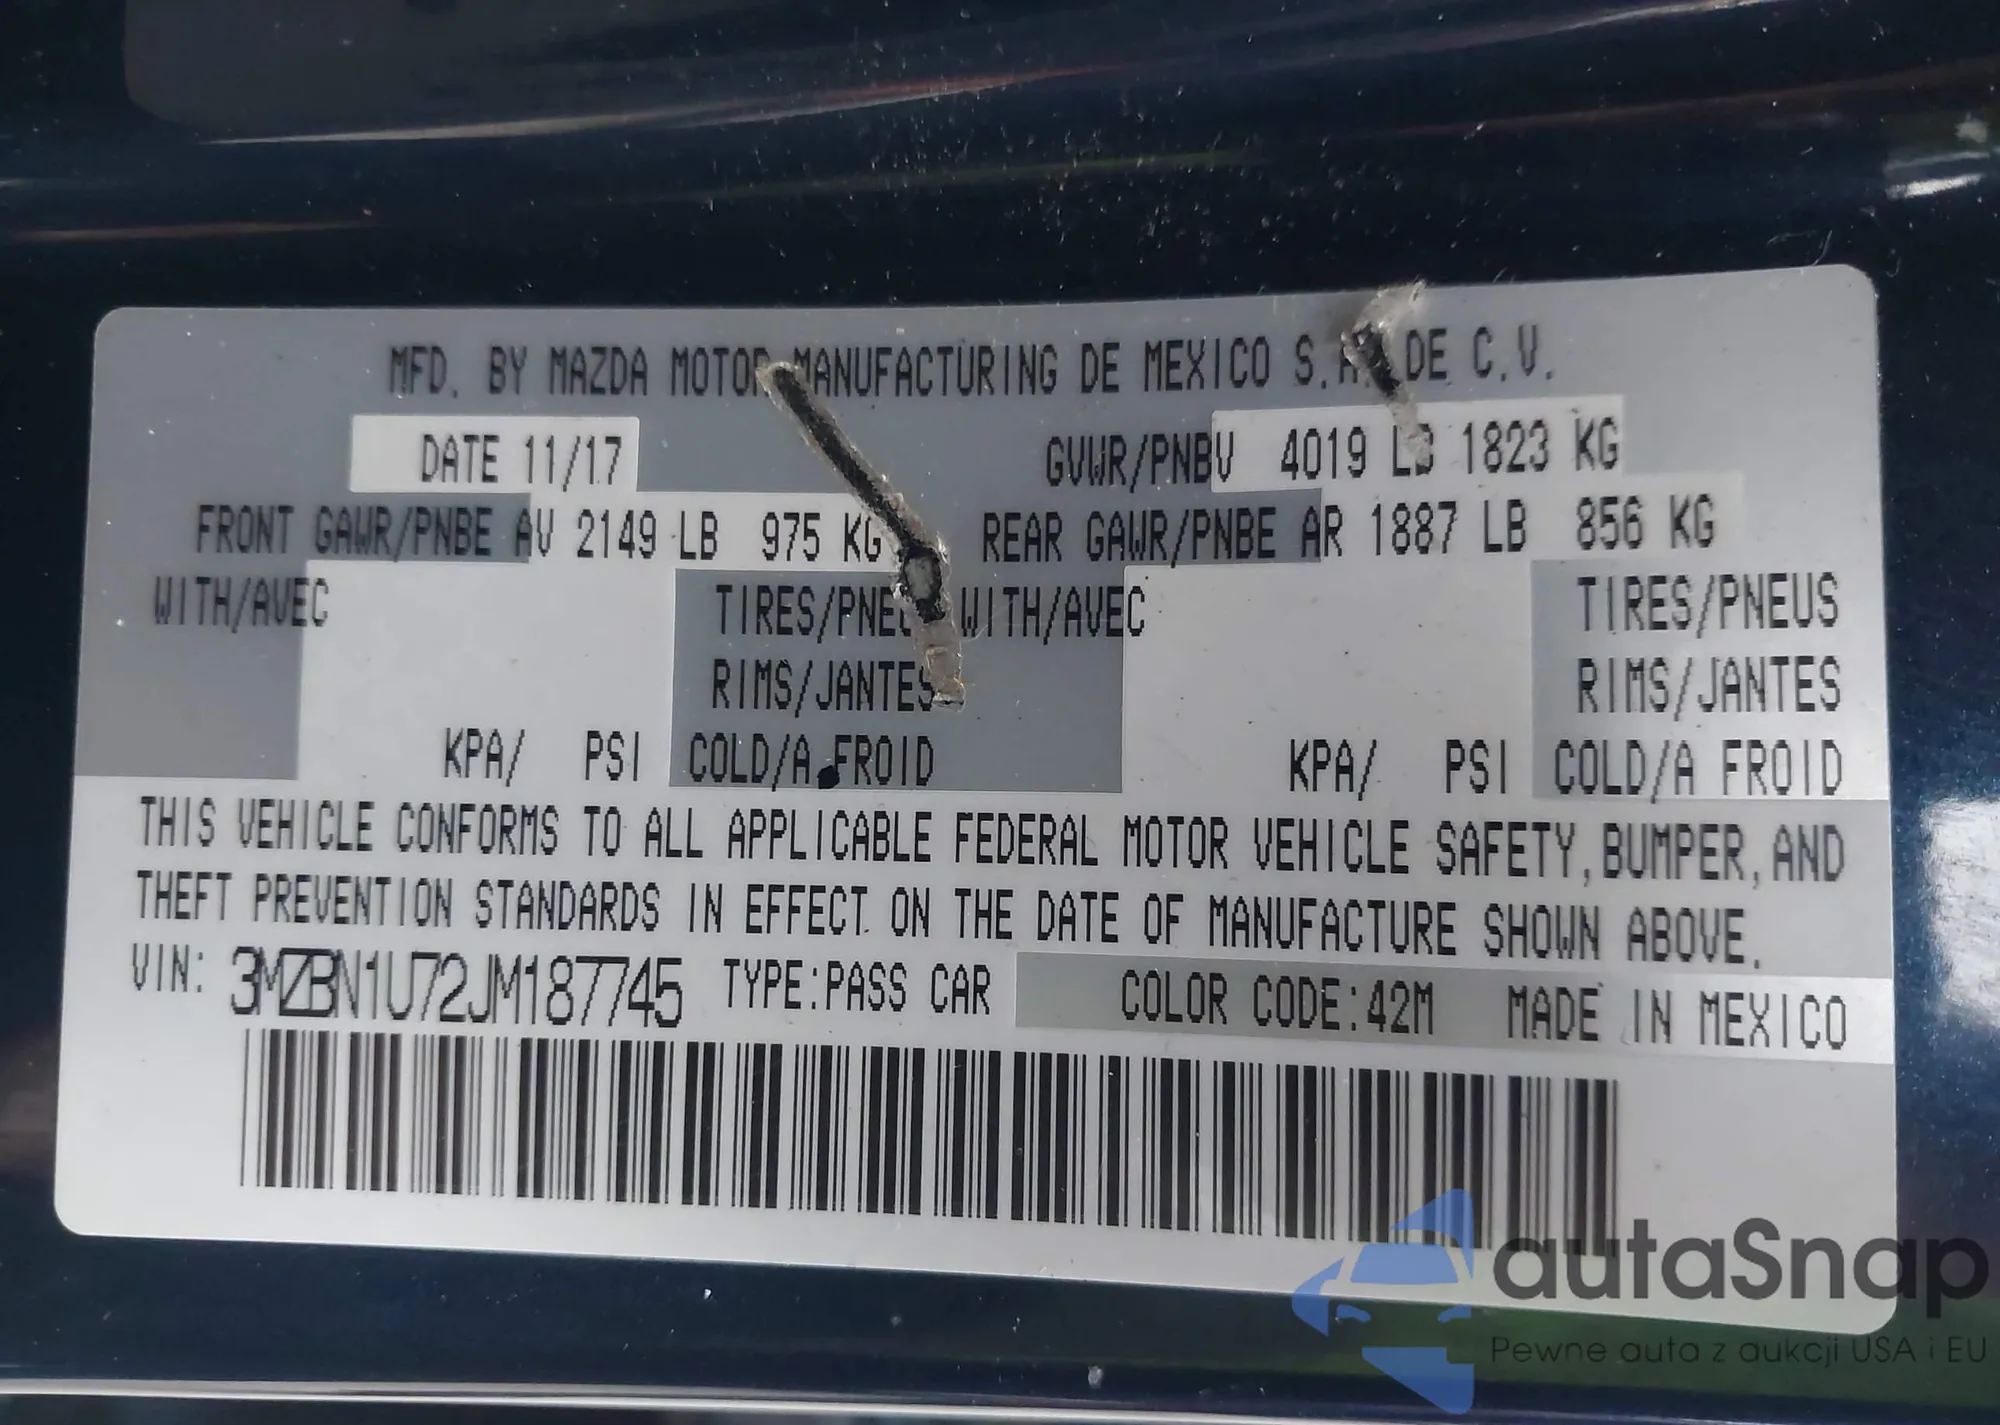 MFD. BY MAZDA MOTOR MANUFACTURING DE MEXICO S.A. DE C.V.
DATE 11/17 GVWR/PNBV 4019 LB 1823 KG
FRONT GAWR/PNBE AV 2149 LB 975 KG REAR GAWR/PNBE AR 1887 LB 856 KG
WITH/AVEC TIRES/PNEUS WITH/AVEC TIRES/PNEUS
RIMS/JANTES RIMS/JANTES
KPA/ PSI COLD/A FROID KPA/ PSI COLD/A FROID
THIS VEHICLE CONFORMS TO ALL APPLICABLE FEDERAL MOTOR VEHICLE SAFETY, BUMPER, AND
THEFT PREVENTION STANDARDS IN EFFECT ON THE DATE OF MANUFACTURE SHOWN ABOVE.
VIN: 3MZBN1U72JM187745 TYPE:PASS CAR COLOR CODE:42M MADE IN MEXICO
autaSnap
Pewne auta z aukcji USA i EU